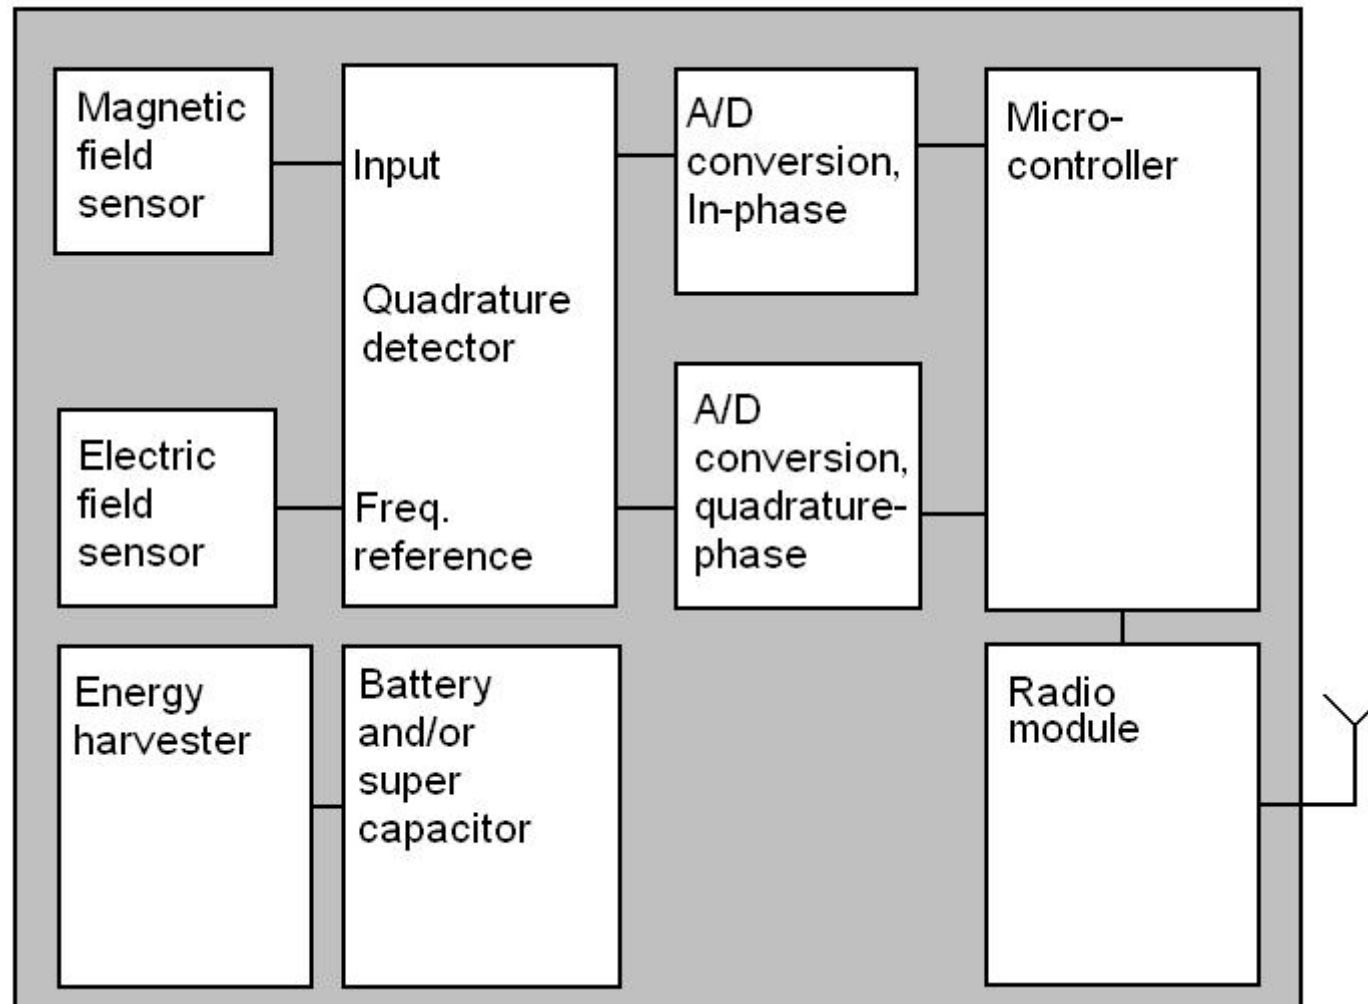 Magnetic
field
sensor
Input
Quadrature
detector
Freq.
reference
A/D
conversion,
In-phase
Micro-
controller
Electric
field
sensor
A/D
conversion,
quadrature-
phase
Energy
harvester
Battery
and/or
super
capacitor
Radio
module